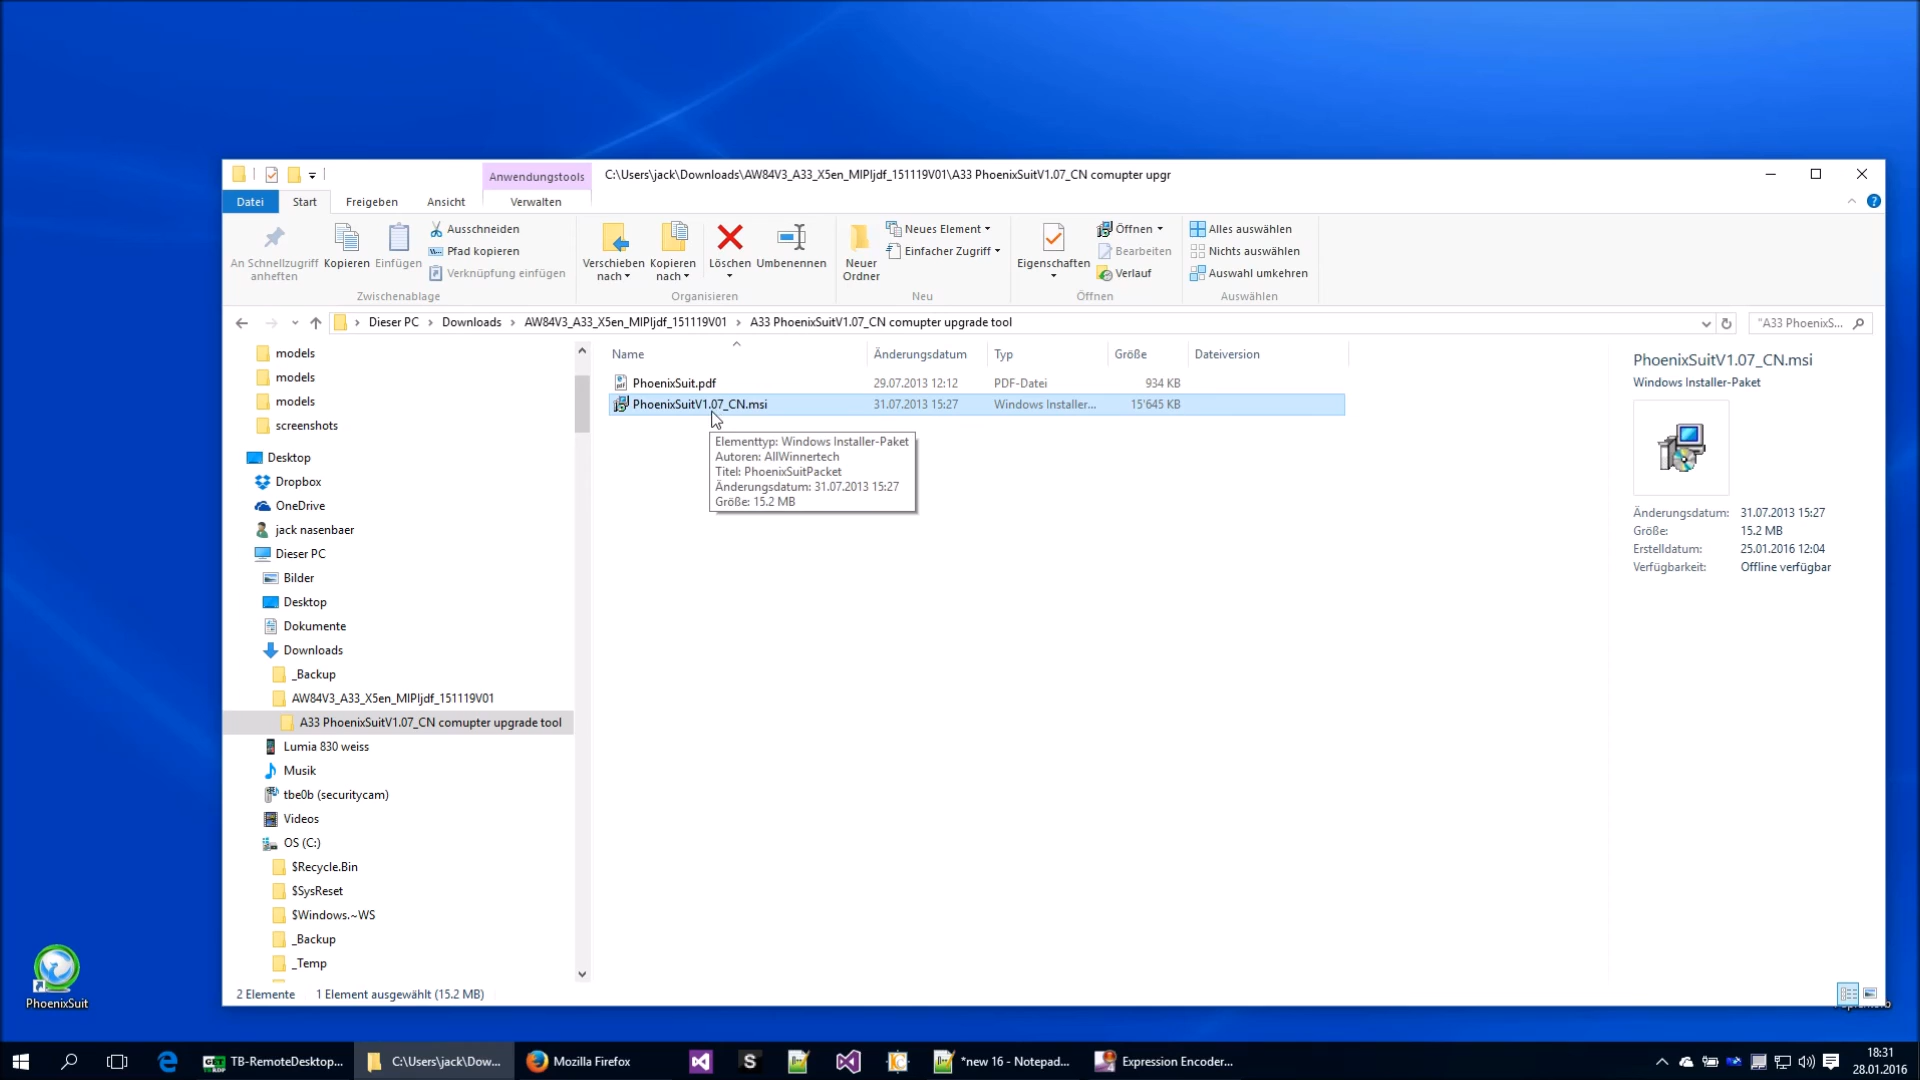 Anwendungstools
C:\Users\jack\Downloads\AW84V3_A33_X5en_MIPIjdf_151119V01\A33 PhoenixSuitV1.07_CN comupter upgr
Datei
Start
Freigeben
Ansicht
Verwalten
An Schnellzugriff
anheften
Kopieren
Einfügen
Ausschneiden
Pfad kopieren
Verknüpfung einfügen
Zwischenablage
Verschieben
nach
Kopieren
nach
Löschen
Umbenennen
Organisieren
Neuer
Ordner
Neues Element
Einfacher Zugriff
Neu
Eigenschaften
Öffnen
Bearbeiten
Verlauf
Öffnen
Alles auswählen
Nichts auswählen
Auswahl umkehren
Auswählen
Dieser PC > Downloads > AW84V3_A33_X5en_MIPIjdf_151119V01 > A33 PhoenixSuitV1.07_CN comupter upgrade tool
"A33 PhoenixS...
models
models
models
screenshots
Desktop
Dropbox
OneDrive
jack nasenbaer
Dieser PC
Bilder
Desktop
Dokumente
Downloads
_Backup
AW84V3_A33_X5en_MIPIjdf_151119V01
A33 PhoenixSuitV1.07_CN comupter upgrade tool
Lumia 830 weiss
Musik
tbe0b (securitycam)
Videos
OS (C:)
$Recycle.Bin
$SysReset
$Windows.~WS
_Backup
_Temp
Name Änderungsdatum Typ Größe Dateiversion
PhoenixSuit.pdf 29.07.2013 12:12 PDF-Datei 934 KB
PhoenixSuitV1.07_CN.msi 31.07.2013 15:27 Windows Installer... 15'645 KB
Elementtyp: Windows Installer-Paket
Autoren: AllWinnertech
Titel: PhoenixSuitPacket
Änderungsdatum: 31.07.2013 15:27
Größe: 15.2 MB
PhoenixSuitV1.07_CN.msi
Windows Installer-Paket
Änderungsdatum: 31.07.2013 15:27
Größe: 15.2 MB
Erstelldatum: 25.01.2016 12:04
Verfügbarkeit: Offline verfügbar
2 Elemente 1 Element ausgewählt (15.2 MB)
PhoenixSuit
TB-RemoteDesktop...
C:\Users\jack\Dow...
Mozilla Firefox
*new 16 - Notepad...
Expression Encoder...
18:31
28.01.2016